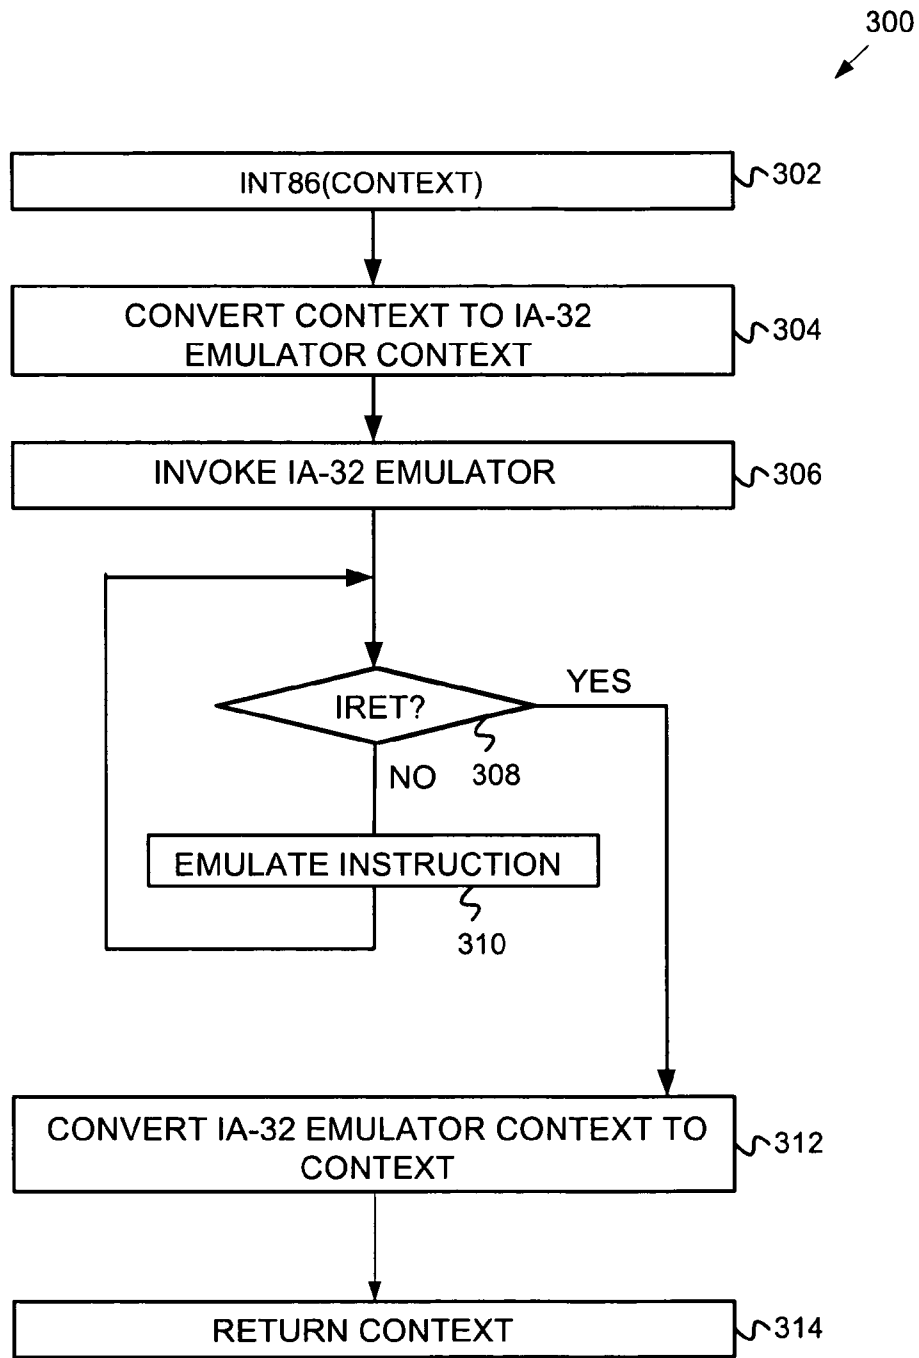 300
INT86(CONTEXT)
302
CONVERT CONTEXT TO IA-32
EMULATOR CONTEXT
304
INVOKE IA-32 EMULATOR
306
IRET?
YES
308
NO
EMULATE INSTRUCTION
310
CONVERT IA-32 EMULATOR CONTEXT TO
CONTEXT
312
RETURN CONTEXT
314